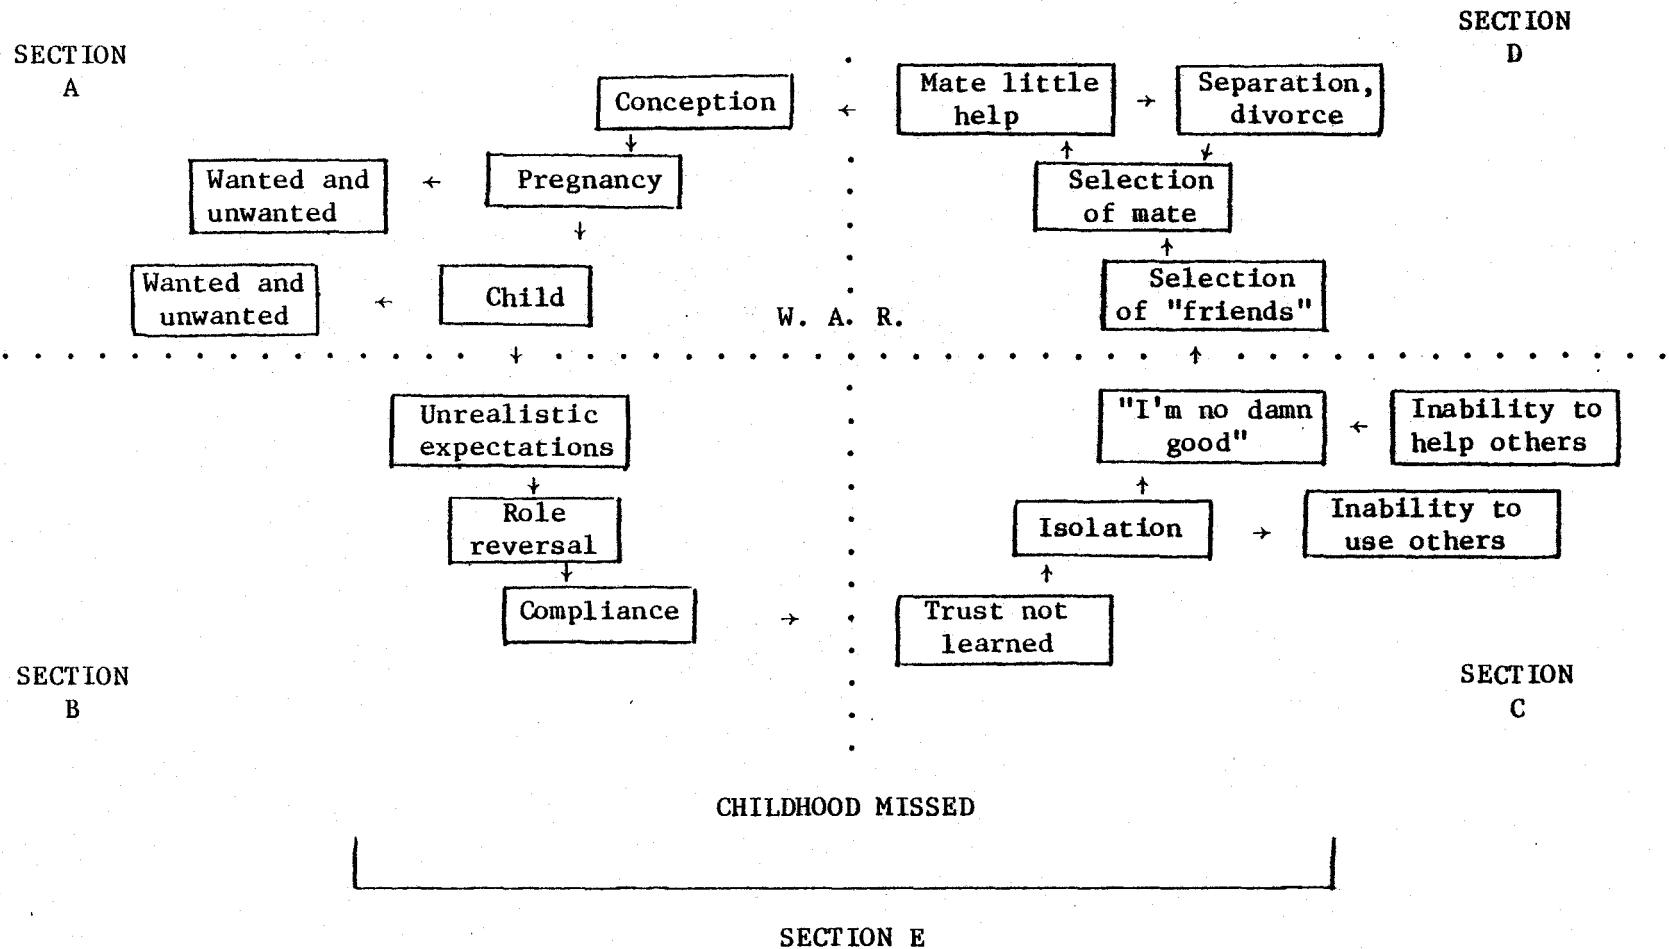 SECTION
A
Conception
Pregnancy
Wanted and
unwanted
Child
Wanted and
unwanted
SECTION
D
Mate little
help
Separation,
divorce
Selection
of mate
Selection
of "friends"
W. A. R.
Unrealistic
expectations
Role
reversal
Compliance
SECTION
B
"I'm no damn
good"
Inability to
help others
Isolation
Inability to
use others
Trust not
learned
SECTION
C
CHILDHOOD MISSED
SECTION E